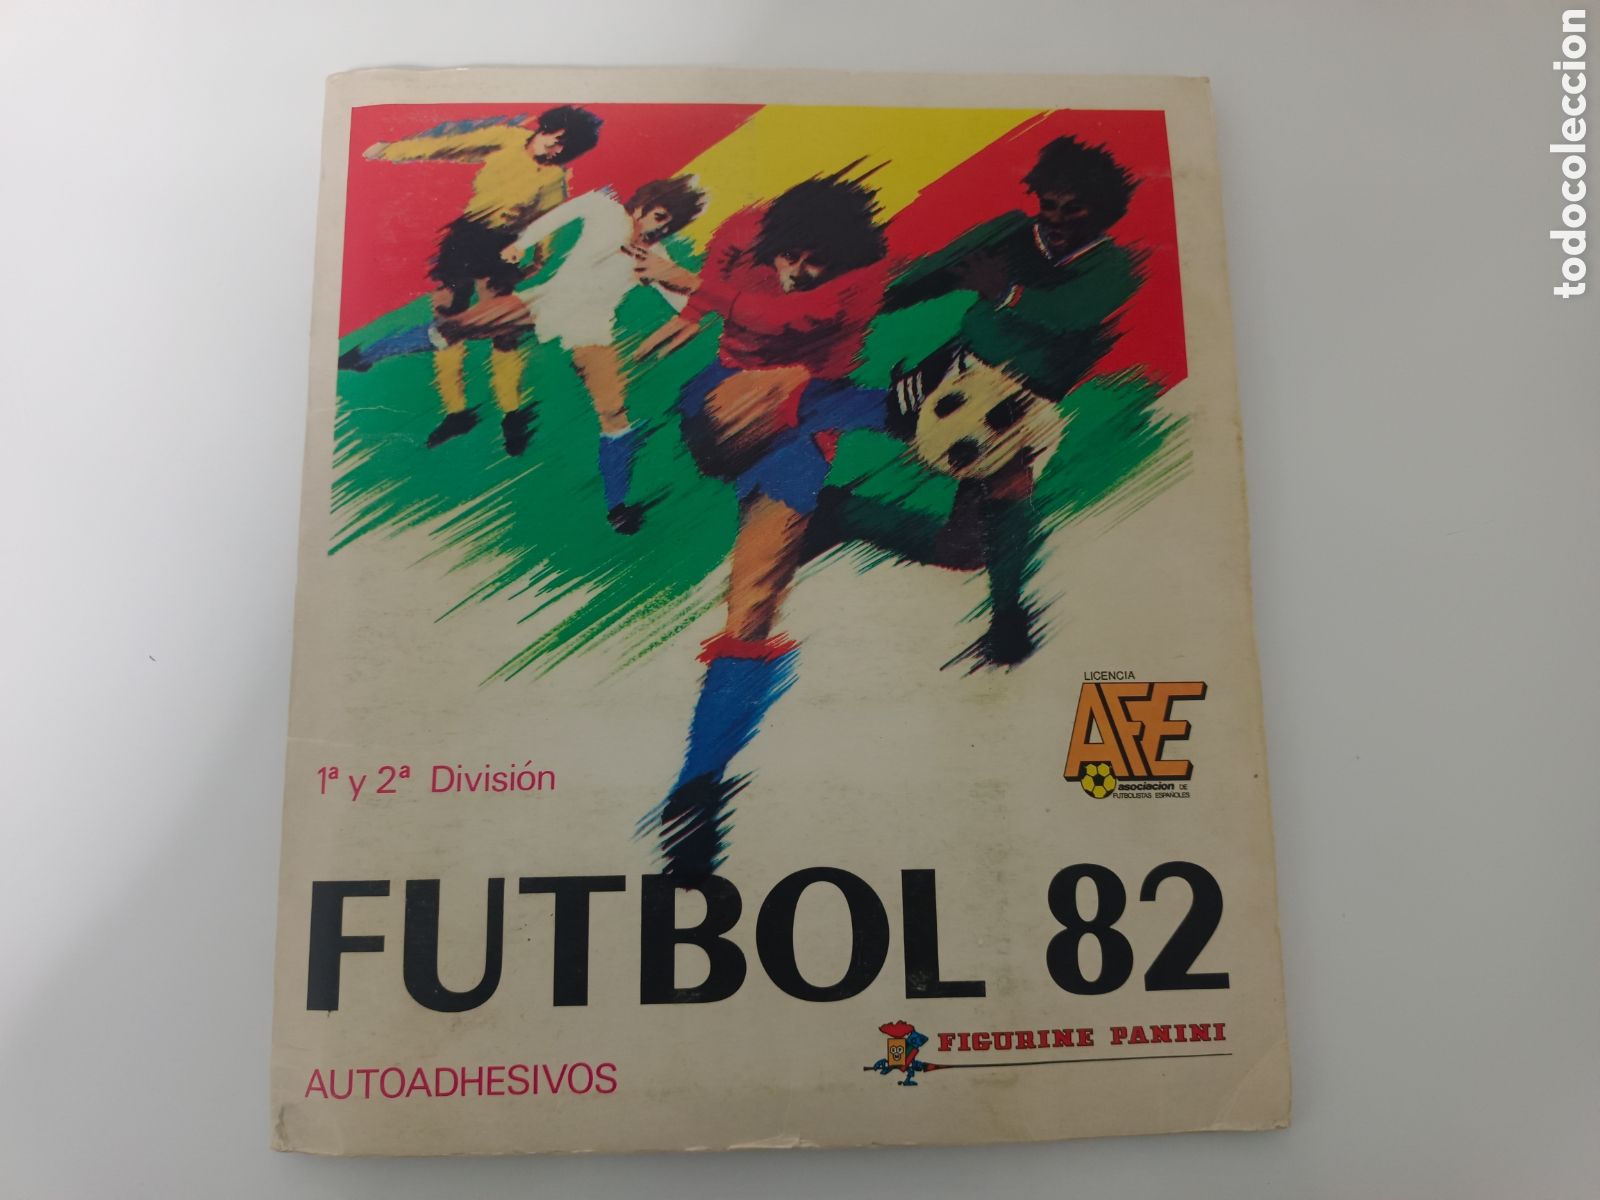 todocoleccion
LICENCIA
AFE
asociacion DE
FUTBOLISTAS ESPAÑOLES
1ª y 2ª División
FUTBOL 82
FIGURINE PANINI
AUTOADHESIVOS